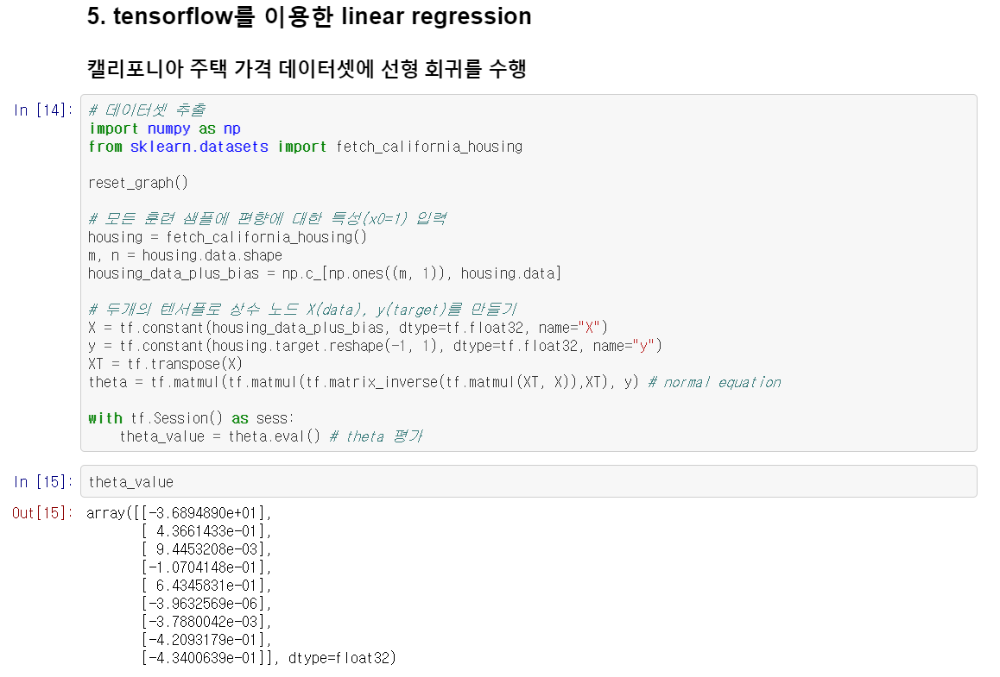 5. tensorflow를 이용한 linear regression
캘리포니아 주택 가격 데이터셋에 선형 회귀를 수행
In [14]:
# 데이터셋 추출
import numpy as np
from sklearn.datasets import fetch_california_housing
reset_graph()
# 모든 훈련 샘플에 편향에 대한 특성(x0=1) 입력
housing = fetch_california_housing()
m, n = housing.data.shape
housing_data_plus_bias = np.c_[np.ones((m, 1)), housing.data]
# 두개의 텐서플로 상수 노드 X(data), y(target)를 만들기
X = tf.constant(housing_data_plus_bias, dtype=tf.float32, name="X")
y = tf.constant(housing.target.reshape(-1, 1), dtype=tf.float32, name="y")
XT = tf.transpose(X)
theta = tf.matmul(tf.matmul(tf.matrix_inverse(tf.matmul(XT, X)),XT), y) # normal equation
with tf.Session() as sess:
    theta_value = theta.eval() # theta 평가
In [15]:
theta_value
Out[15]:
array([[-3.6894890e+01],
       [ 4.3661433e-01],
       [ 9.4453208e-03],
       [-1.0704148e-01],
       [ 6.4345831e-01],
       [-3.9632569e-06],
       [-3.7880042e-03],
       [-4.2093179e-01],
       [-4.3400639e-01]], dtype=float32)